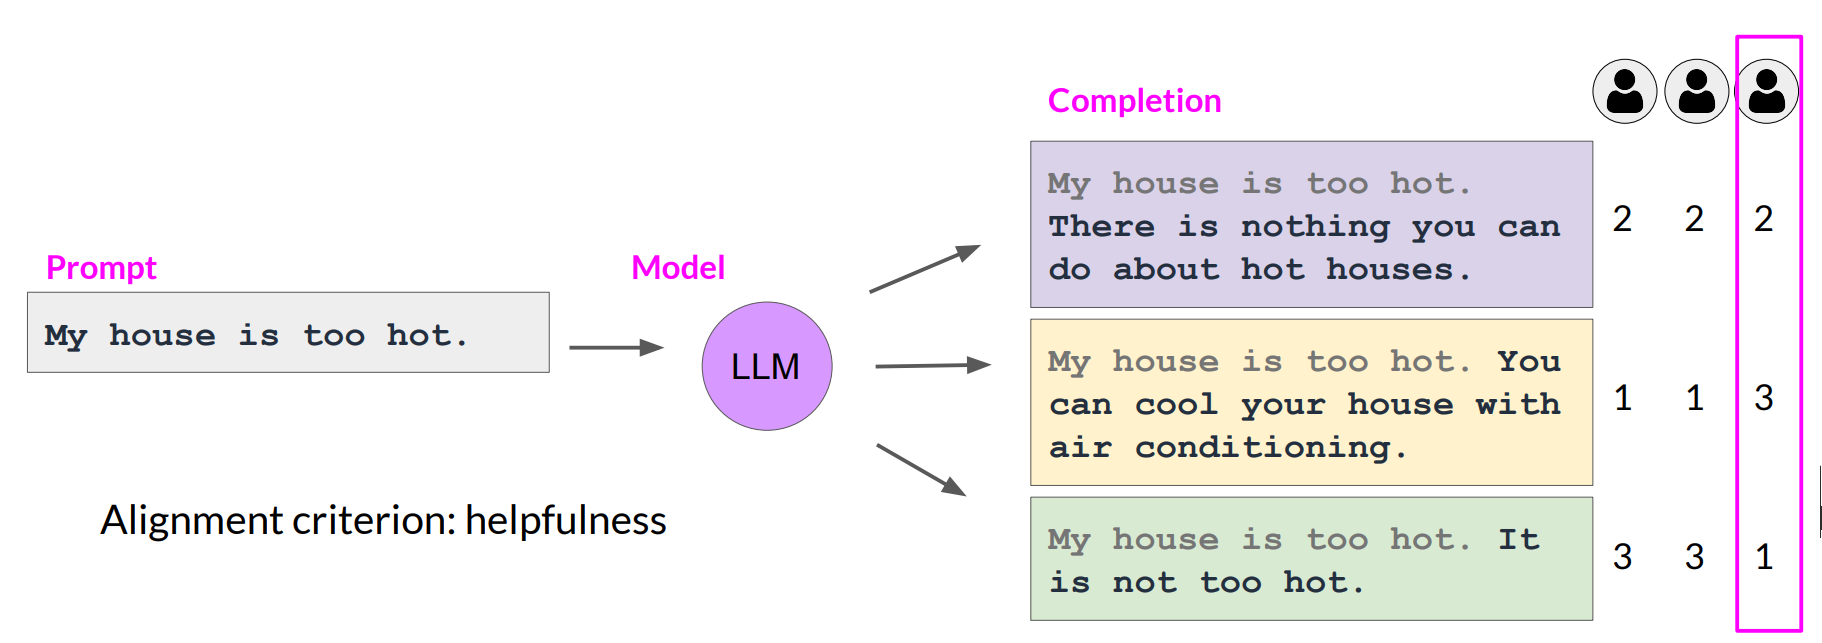 Completion
My house is too hot.
There is nothing you can
do about hot houses.
2 2 2
Prompt
Model
My house is too hot.
LLM
My house is too hot. You
can cool your house with
air conditioning.
1 1 3
Alignment criterion: helpfulness
My house is too hot. It
is not too hot.
3 3 1